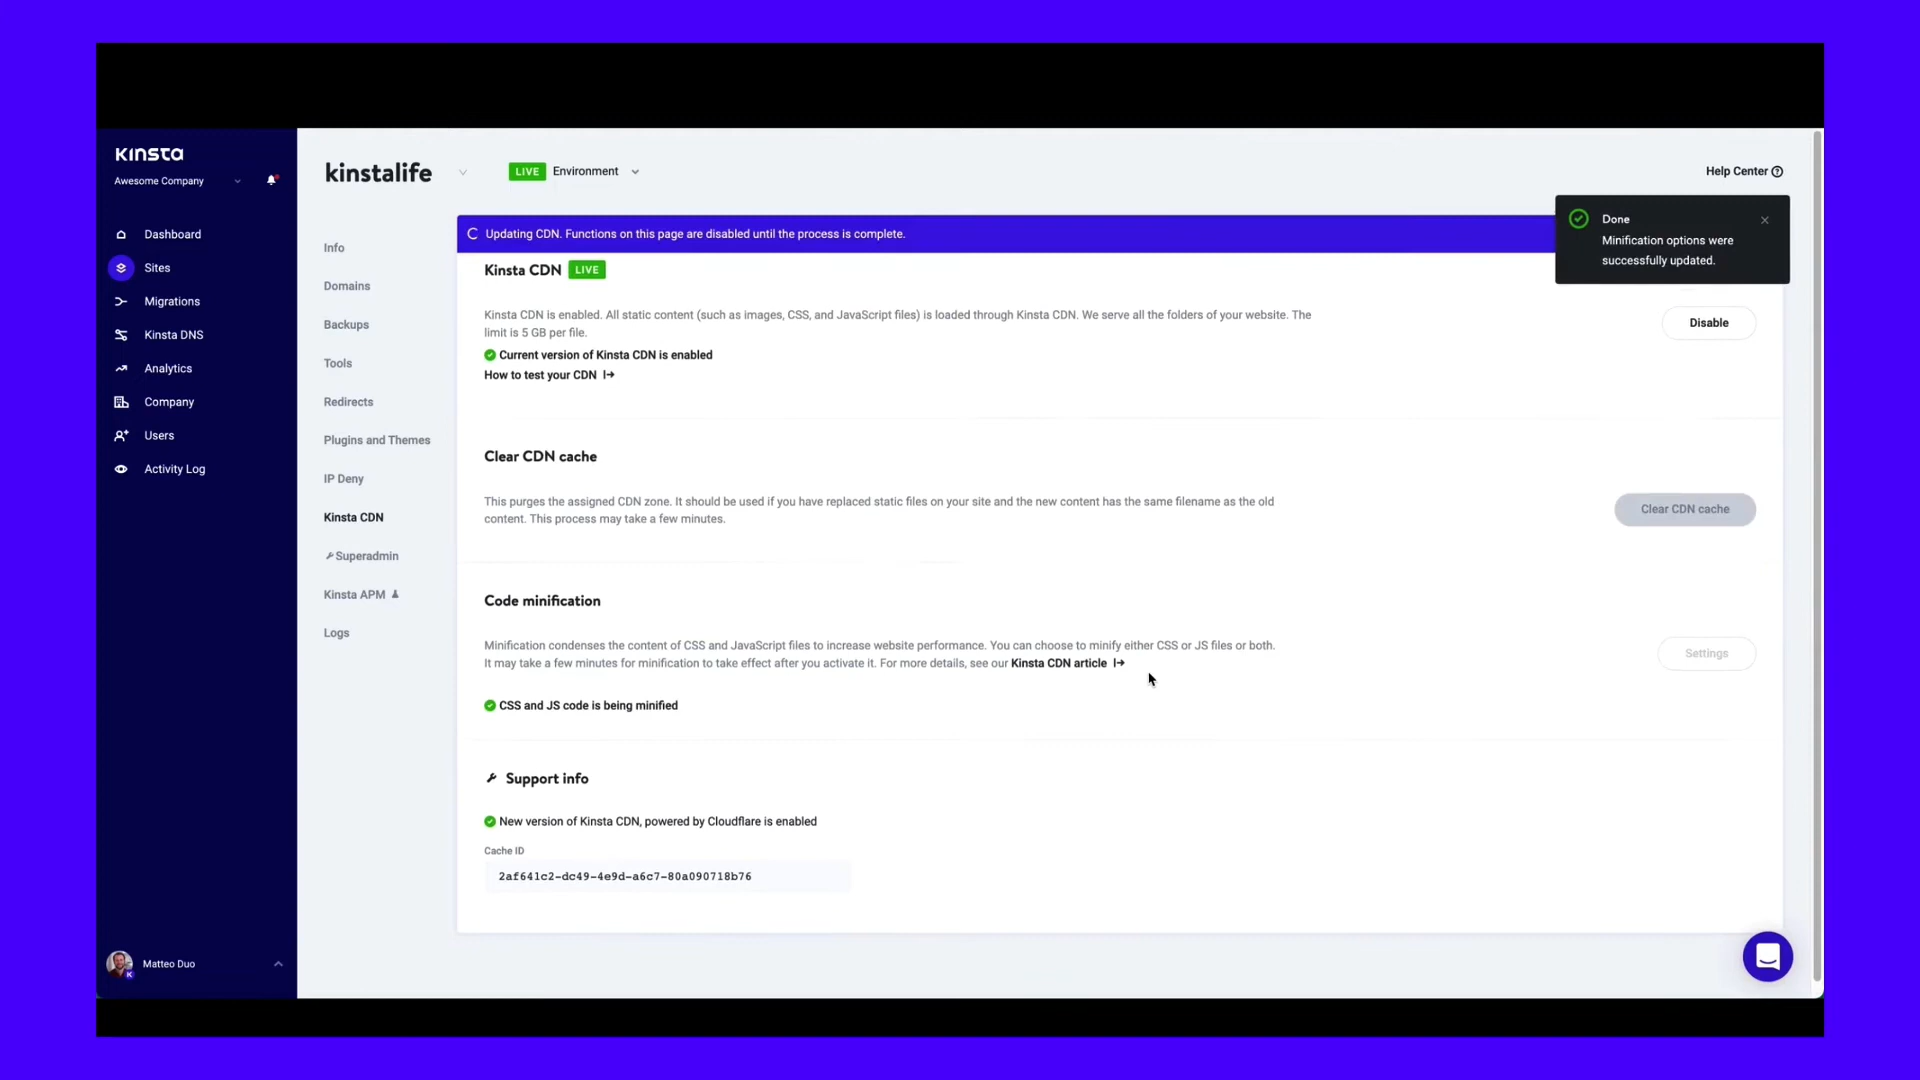 KINSTA
Awesome Company
Dashboard
Sites
Migrations
Kinsta DNS
Analytics
Company
Users
Activity Log
Matteo Duo
K
kinstalife
LIVE Environment
Help Center
Info
Domains
Backups
Tools
Redirects
Plugins and Themes
IP Deny
Kinsta CDN
Superadmin
Kinsta APM
Logs
Updating CDN. Functions on this page are disabled until the process is complete.
Done
Minification options were
successfully updated.
Kinsta CDN LIVE
Kinsta CDN is enabled. All static content (such as images, CSS, and JavaScript files) is loaded through Kinsta CDN. We serve all the folders of your website. The
limit is 5 GB per file.
Current version of Kinsta CDN is enabled
How to test your CDN
Disable
Clear CDN cache
This purges the assigned CDN zone. It should be used if you have replaced static files on your site and the new content has the same filename as the old
content. This process may take a few minutes.
Clear CDN cache
Code minification
Minification condenses the content of CSS and JavaScript files to increase website performance. You can choose to minify either CSS or JS files or both.
It may take a few minutes for minification to take effect after you activate it. For more details, see our Kinsta CDN article
Settings
CSS and JS code is being minified
Support info
New version of Kinsta CDN, powered by Cloudflare is enabled
Cache ID
2af641c2-dc49-4e9d-a6c7-80a090718b76